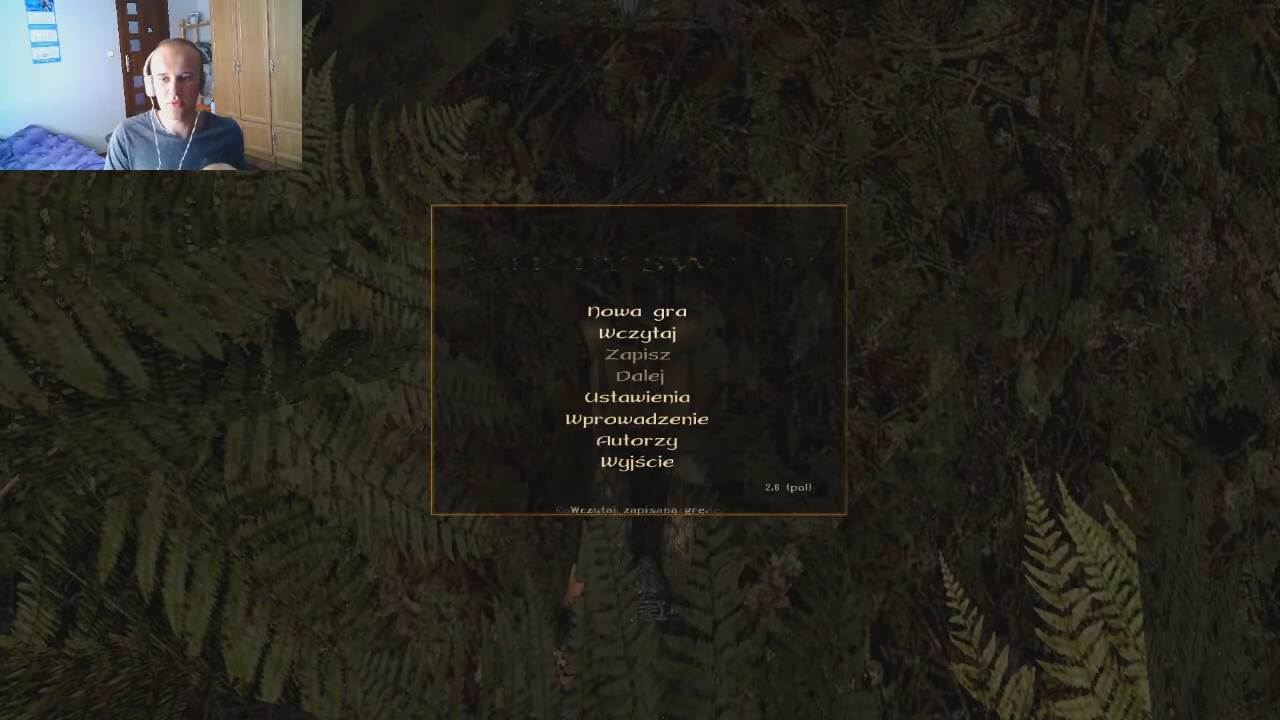 Nowa gra
Wczytaj
Zapisz
Dalej
Ustawienia
Wprowadzenie
Autorzy
Wyjście
2.6 (pol)
Wczytaj zapisaną grę.